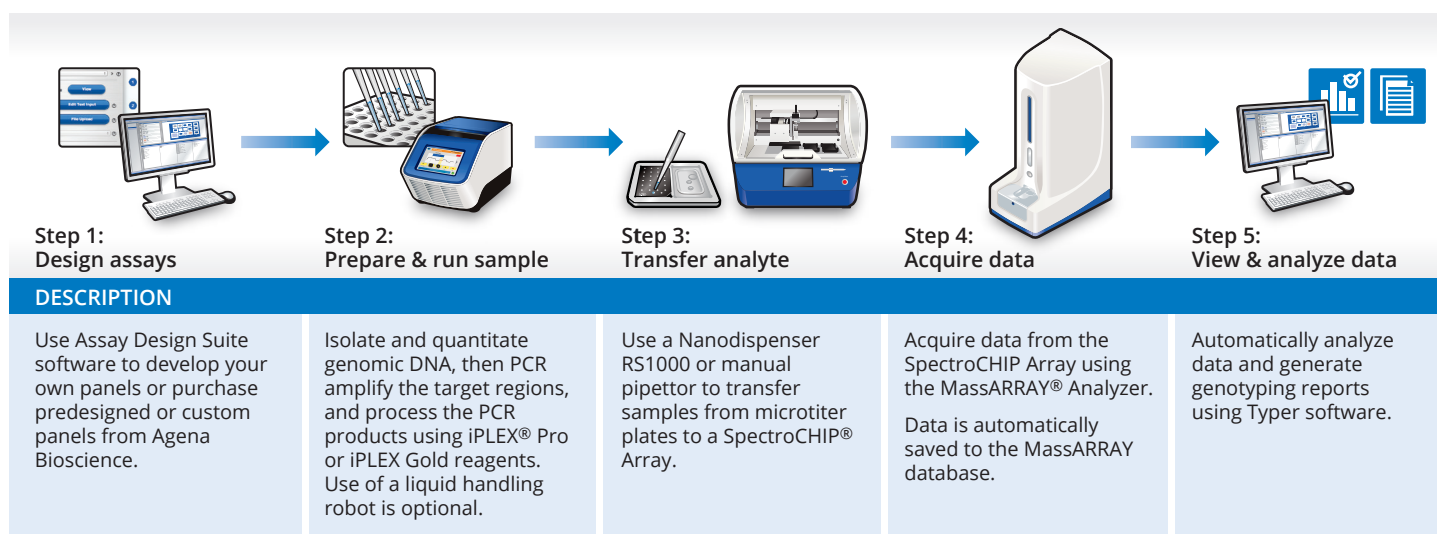 Text
Edit Text Input
File Upload
Step 1:
Design assays
Step 2:
Prepare & run sample
Step 3:
Transfer analyte
Step 4:
Acquire data
Step 5:
View & analyze data
DESCRIPTION
Use Assay Design Suite
software to develop your
own panels or purchase
predesigned or custom
panels from Agena
Bioscience.
Isolate and quantitate
genomic DNA, then PCR
amplify the target regions,
and process the PCR
products using iPLEX® Pro
or iPLEX Gold reagents.
Use of a liquid handling
robot is optional.
Use a Nanodispenser
RS1000 or manual
pipettor to transfer
samples from microtiter
plates to a SpectroCHIP®
Array.
Acquire data from the
SpectroCHIP Array using
the MassARRAY® Analyzer.
Data is automatically
saved to the MassARRAY
database.
Automatically analyze
data and generate
genotyping reports
using Typer software.